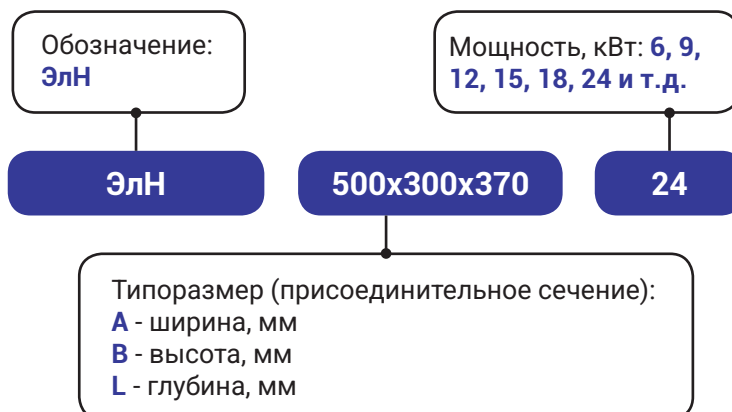 Обозначение:
ЭлН
Мощность, кВт: 6, 9,
12, 15, 18, 24 и т.д.
ЭлН
500х300х370
24
Типоразмер (присоединительное сечение):
A - ширина, мм
B - высота, мм
L - глубина, мм